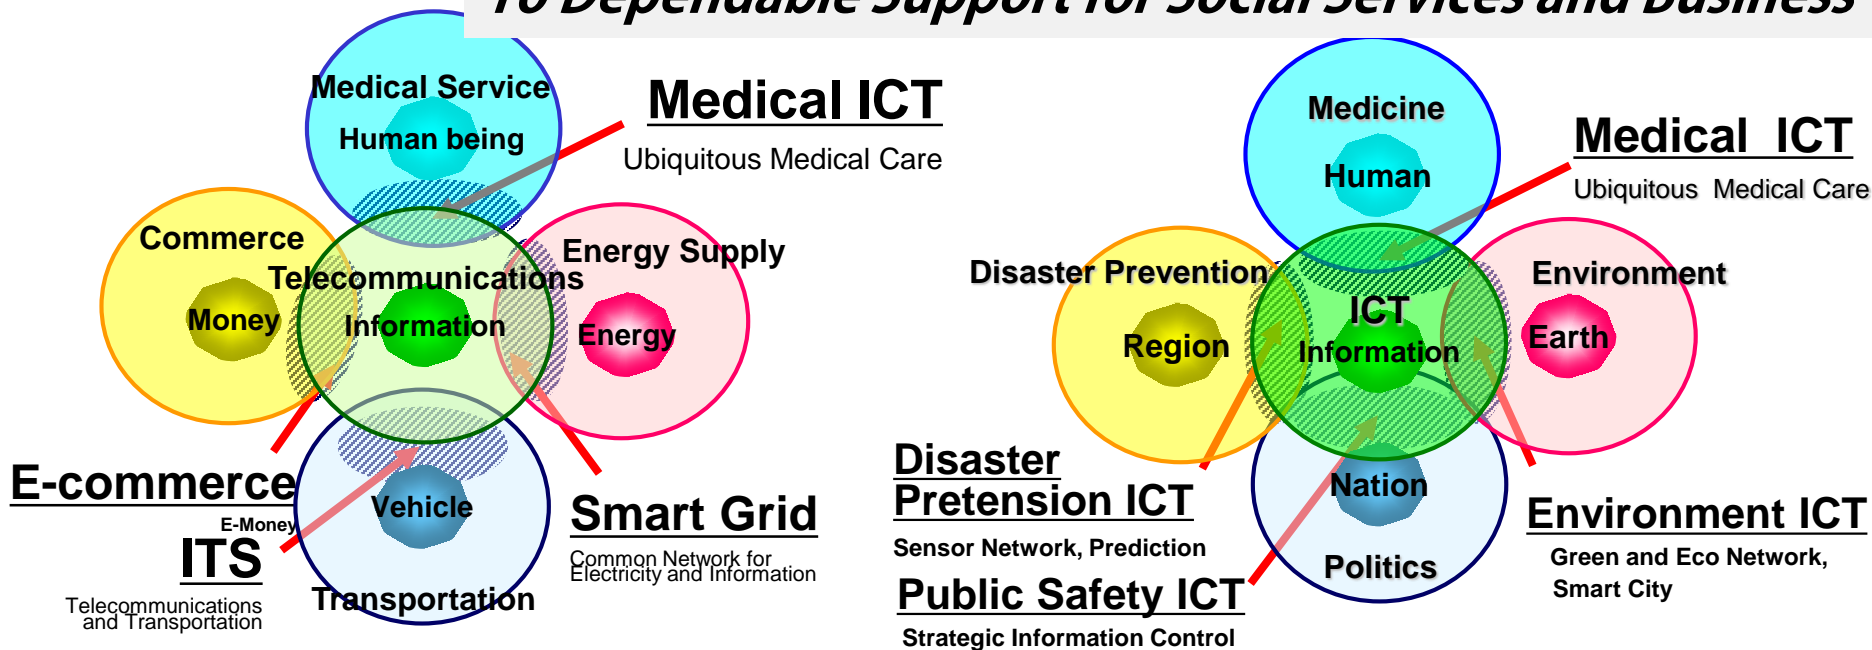 To Dependable Support for Social Services and Business
Medical Service
Human being
Medical ICT
Ubiquitous Medical Care
Commerce
Money
Telecommunications
Information
Energy Supply
Energy
E-commerce
E-Money
ITS
Telecommunications
and Transportation
Vehicle
Transportation
Smart Grid
Common Network for
Electricity and Information
Medicine
Human
Medical ICT
Ubiquitous Medical Care
Disaster Prevention
Region
ICT
Information
Environment
Earth
Disaster
Pretension ICT
Sensor Network, Prediction
Public Safety ICT
Strategic Information Control
Nation
Politics
Environment ICT
Green and Eco Network,
Smart City